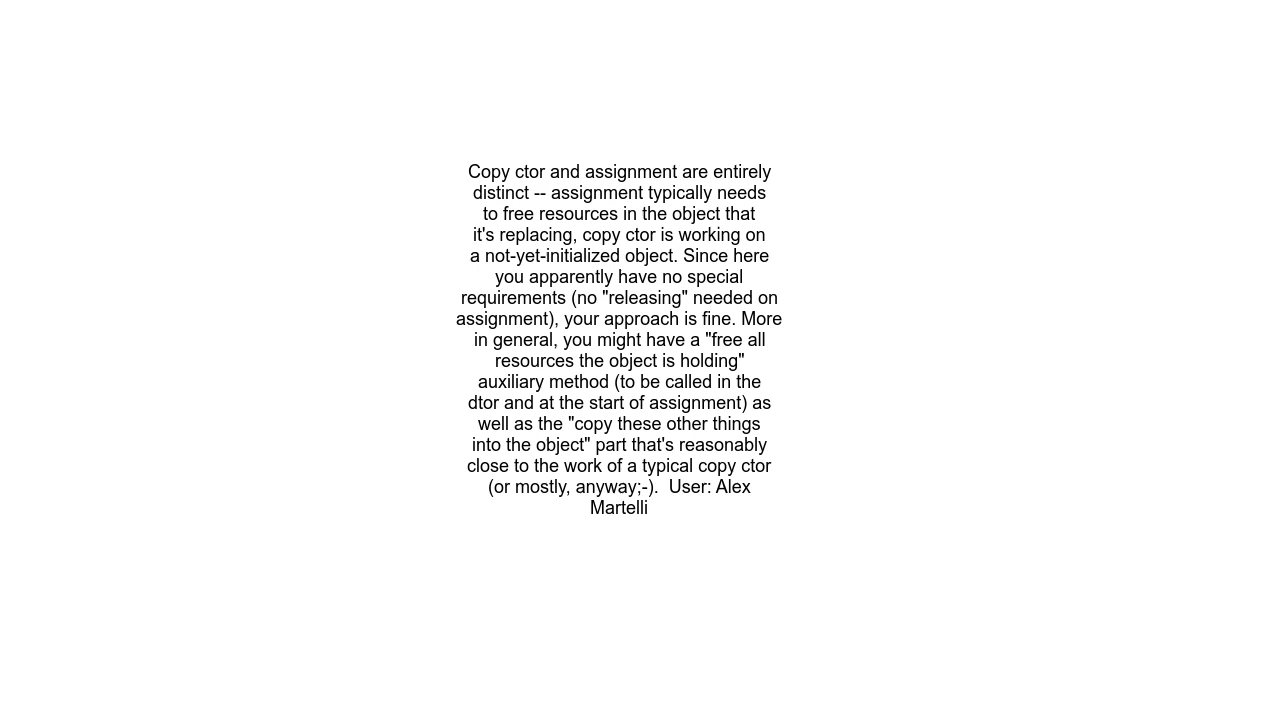 Copy ctor and assignment are entirely
distinct -- assignment typically needs
to free resources in the object that
it's replacing, copy ctor is working on
a not-yet-initialized object. Since here
you apparently have no special
requirements (no "releasing" needed on
assignment), your approach is fine. More
in general, you might have a "free all
resources the object is holding"
auxiliary method (to be called in the
dtor and at the start of assignment) as
well as the "copy these other things
into the object" part that's reasonably
close to the work of a typical copy ctor
(or mostly, anyway;-).  User: Alex
Martelli